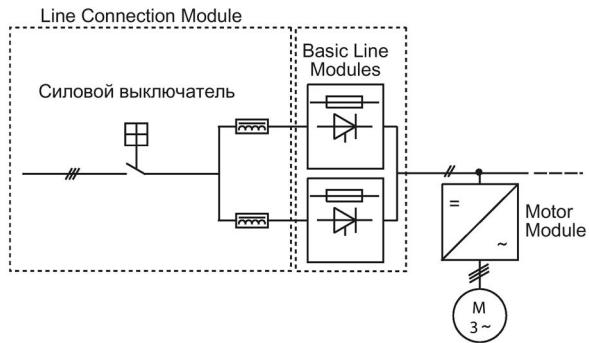 Line Connection Module
Basic Line
Modules
Силовой выключатель
=
~
Motor
Module
M
3 ~